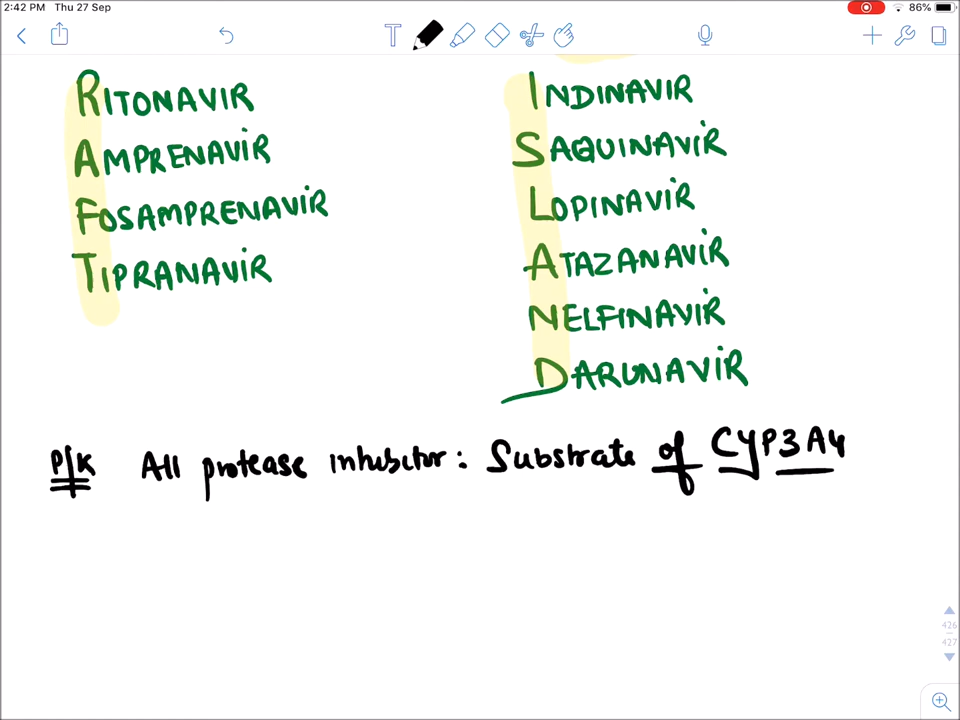 2:42 PM Thu 27 Sep
86%
T
RITONAVIR
AMPRENAVIR
FOSAMPRENAVIR
TIPRANAVIR
INDINAVIR
SAQUINAVIR
LOPINAVIR
ATAZANAVIR
NELFINAVIR
DARUNAVIR
P/K All protease inhibitor: Substrate of CYP3A4
426
427